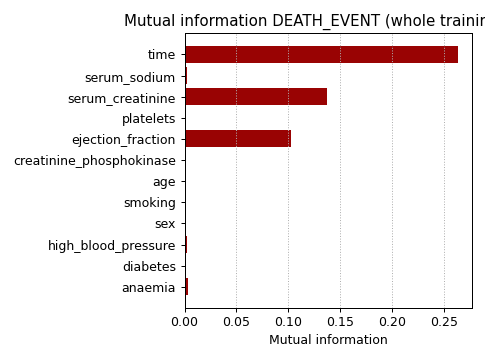 Mutual information DEATH_EVENT (whole trainir
time
serum_sodium
serum_creatinine
platelets
ejection_fraction
creatinine_phosphokinase
age
smoking
sex
high_blood_pressure
diabetes
anaemia
0.00 0.05 0.10 0.15 0.20 0.25
Mutual information